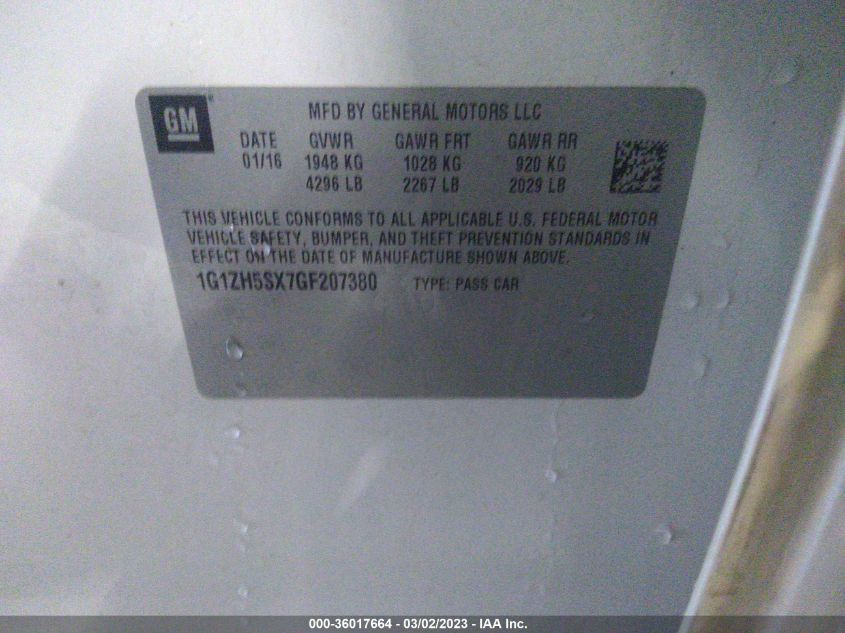 GM
MFD BY GENERAL MOTORS LLC
DATE GVWR GAWR FRT GAWR RR
01/16 1948 KG 1028 KG 920 KG
4296 LB 2267 LB 2029 LB
THIS VEHICLE CONFORMS TO ALL APPLICABLE U.S. FEDERAL MOTOR
VEHICLE SAFETY, BUMPER, AND THEFT PREVENTION STANDARDS IN
EFFECT ON THE DATE OF MANUFACTURE SHOWN ABOVE.
1G1ZH5SX7GF207380 TYPE: PASS CAR
000-36017664 - 03/02/2023 - IAA Inc.